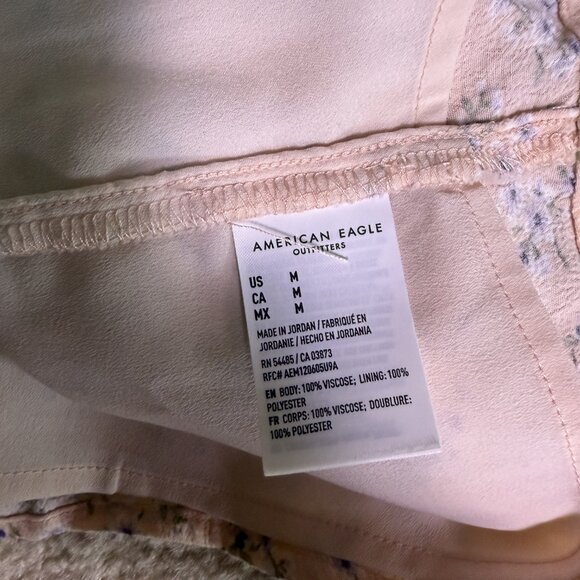 AMERICAN EAGLE
OUTFITTERS
US M
CA M
MX M
MADE IN JORDAN / FABRIQUÉ EN
JORDANIE / HECHO EN JORDANIA
RN 54485 / CA 03873
RFC# AEM120605U9A
EN BODY: 100% VISCOSE; LINING: 100%
POLYESTER
FR CORPS: 100% VISCOSE; DOUBLURE:
100% POLYESTER